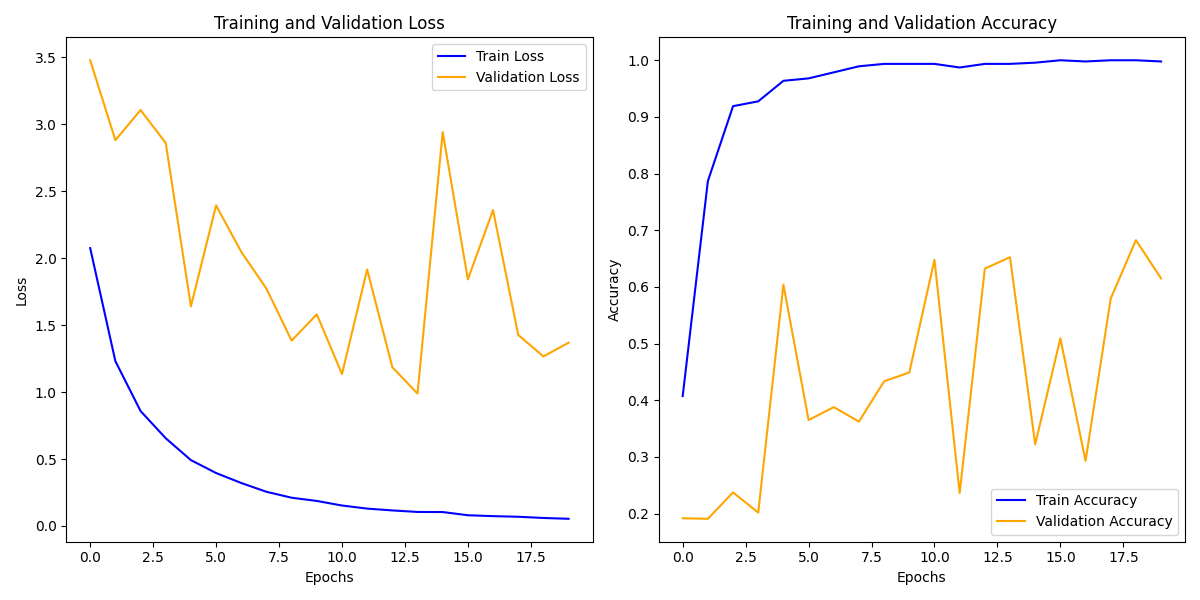 Training and Validation Loss
Train Loss
Validation Loss
3.5
3.0
2.5
2.0
1.5
1.0
0.5
0.0
Loss
0.0 2.5 5.0 7.5 10.0 12.5 15.0 17.5
Epochs
Training and Validation Accuracy
1.0
0.9
0.8
0.7
0.6
0.5
0.4
0.3
0.2
Accuracy
Train Accuracy
Validation Accuracy
0.0 2.5 5.0 7.5 10.0 12.5 15.0 17.5
Epochs